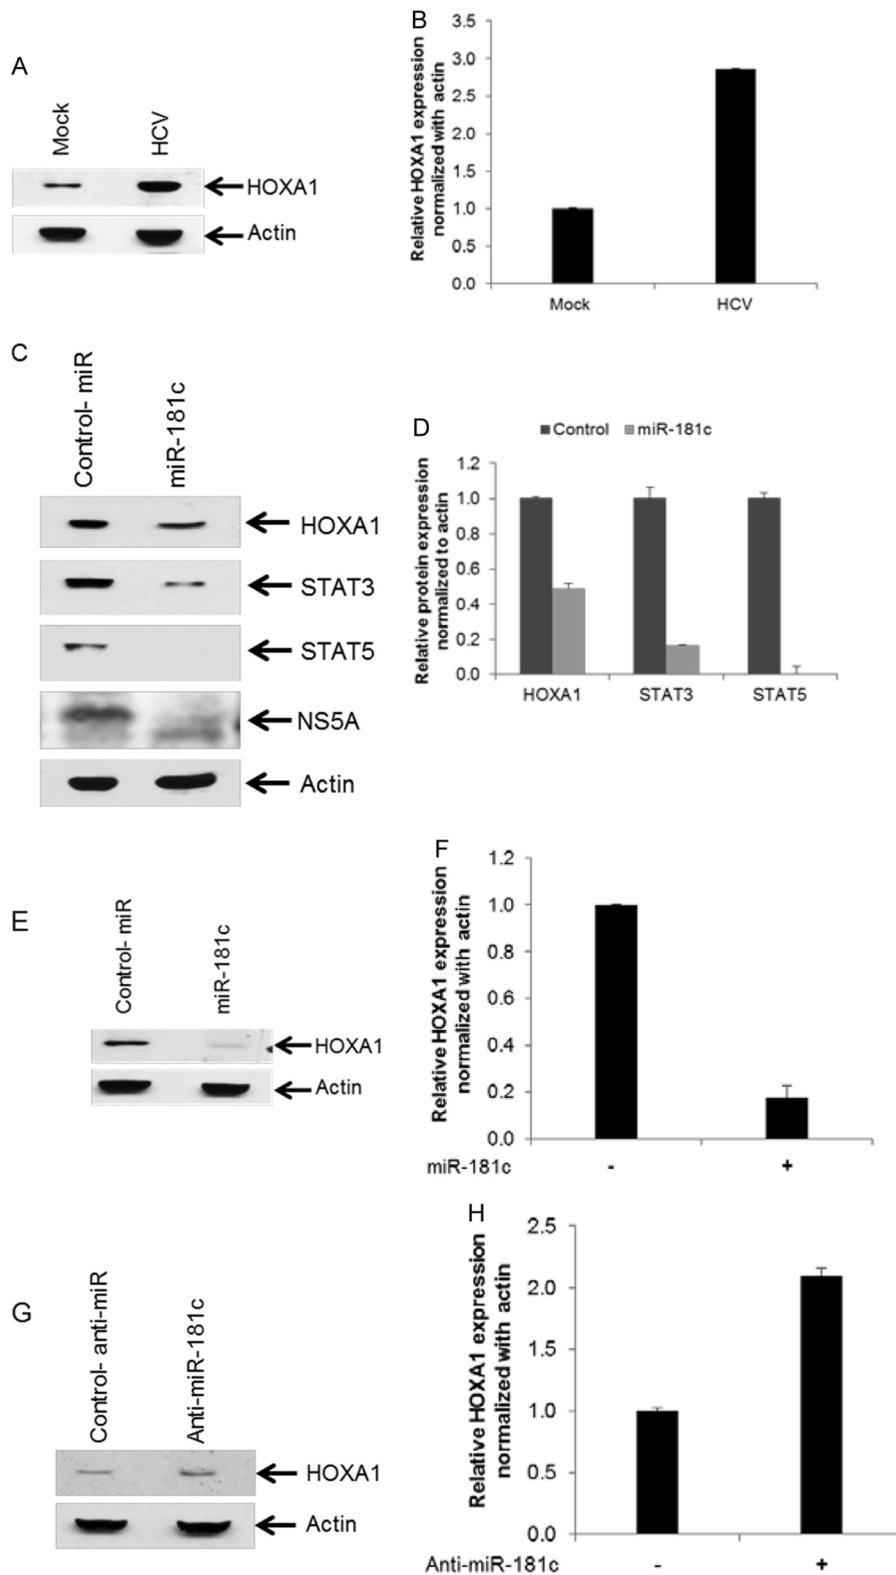 A
Mock
HCV
HOXA1
Actin
B
Relative HOXA1 expression
normalized with actin
3.5
3.0
2.5
2.0
1.5
1.0
0.5
0.0
Mock
HCV
C
Control- miR
miR-181c
HOXA1
STAT3
STAT5
NS5A
Actin
D
Control
miR-181c
Relative protein expression
normalized to actin
1.2
1.0
0.8
0.6
0.4
0.2
0.0
HOXA1
STAT3
STAT5
E
Control- miR
miR-181c
HOXA1
Actin
F
Relative HOXA1 expression
normalized with actin
1.2
1.0
0.8
0.6
0.4
0.2
0.0
miR-181c - +
G
Control- anti-miR
Anti-miR-181c
HOXA1
Actin
H
Relative HOXA1 expression
normalized with actin
2.5
2.0
1.5
1.0
0.5
0.0
Anti-miR-181c - +